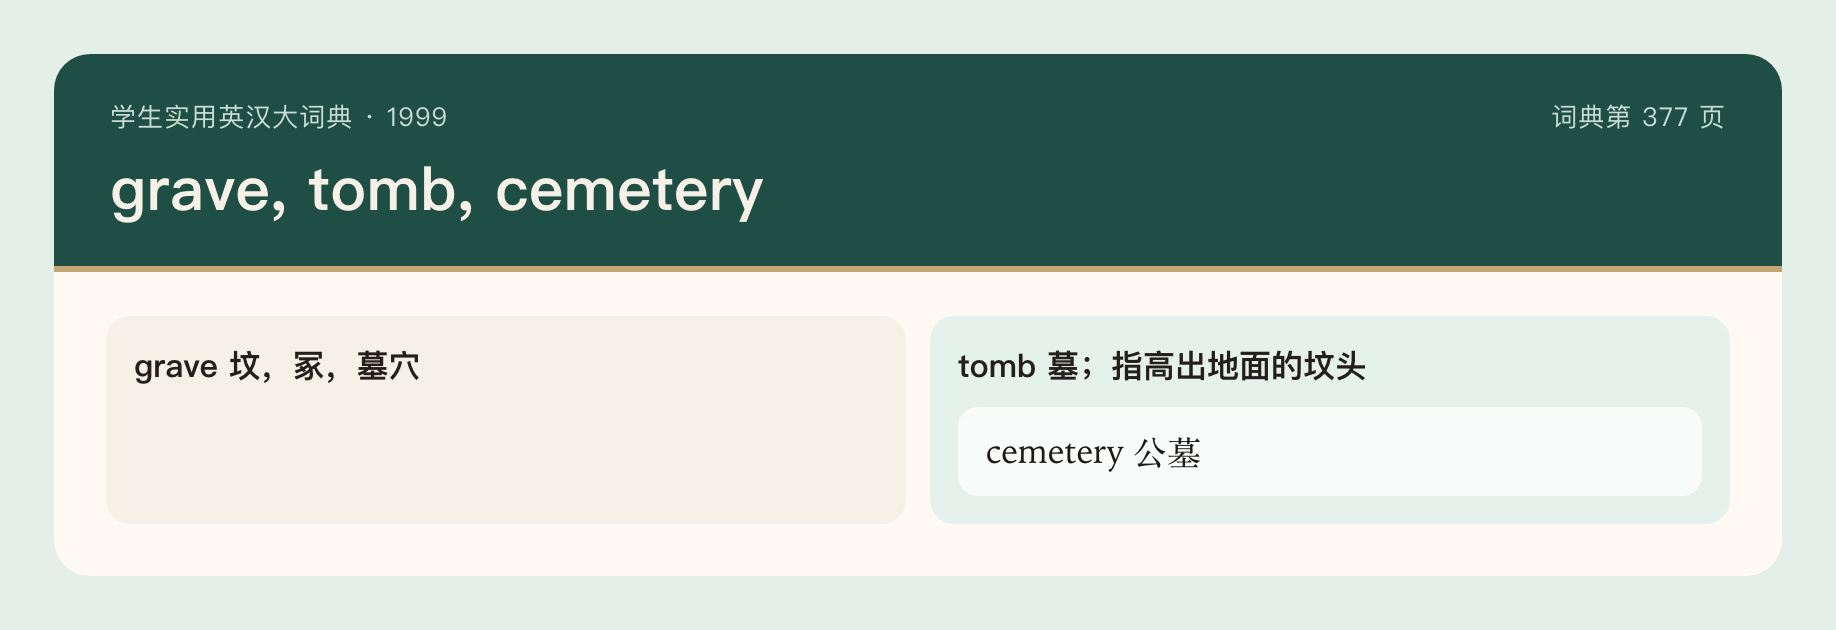 学生实用英汉大词典 · 1999
词典第 377 页
grave, tomb, cemetery
grave 坟，冢，墓穴
tomb 墓；指高出地面的坟头
cemetery 公墓